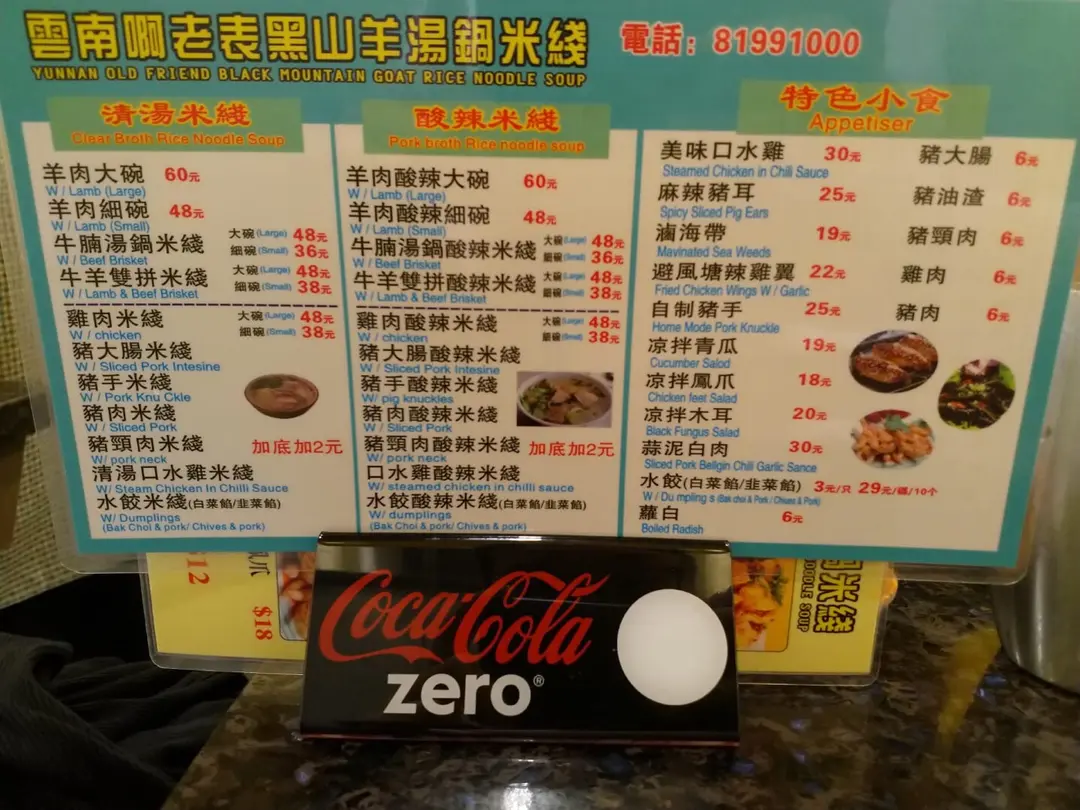 雲南啊老表黑山羊湯鍋米綫
YUNNAN OLD FRIEND BLACK MOUNTAIN GOAT RICE NOODLE SOUP
電話: 81991000
清湯米綫
Clear Broth Rice Noodle Soup
羊肉大碗 60元
W / Lamb (Large)
羊肉細碗 48元
W / Lamb (Small)
牛腩湯鍋米綫 大碗(Large) 48元
W / Beef Brisket 細碗(Small) 36元
牛羊雙拼米綫 大碗(Large) 48元
W / Lamb & Beef Brisket 細碗(Small) 38元
雞肉米綫 大碗(Large) 48元
W / chicken 細碗(Small) 38元
豬大腸米綫
W / Sliced Pork Intesine
豬手米綫
W / Pork Knu Ckle
豬肉米綫
W / Sliced Pork
豬頸肉米綫 加底加2元
W/ pork neck
清湯口水雞米綫
W / Steam Chicken In Chilli Sauce
水餃米綫(白菜餡/韭菜餡)
W/ Dumplings
(Bak Choi & pork/ Chives & pork)
酸辣米綫
Pork broth Rice noodle soup
羊肉酸辣大碗 60元
W / Lamb (Large)
羊肉酸辣細碗 48元
W / Lamb (Small)
牛腩湯鍋酸辣米綫 大碗(Large) 48元
W / Beef Brisket 細碗(Small) 36元
牛羊雙拼酸辣米綫 大碗(Large) 48元
W / Lamb & Beef Brisket 細碗(Small) 38元
雞肉酸辣米綫 大碗(Large) 48元
W / chicken 細碗(Small) 38元
豬大腸酸辣米綫
W / Sliced Pork Intesine
豬手酸辣米綫
W/ pig knuckles
豬肉酸辣米綫
W / Sliced Pork
豬頸肉酸辣米綫 加底加2元
W/ pork neck
口水雞酸辣米綫
W / steamed chicken in chilli sauce
水餃酸辣米綫(白菜餡/韭菜餡)
W/ dumplings
(Bak Choi & pork/ Chives & pork)
特色小食
Appetiser
美味口水雞 30元
Steamed Chicken in Chili Sauce
麻辣豬耳 25元
Spicy Sliced Pig Ears
滷海帶 19元
Mavinated Sea Weeds
避風塘辣雞翼 22元
Fried Chicken Wings W / Garlic
自制豬手 25元
Home Mode Pork Knuckle
凉拌青瓜 19元
Cucumber Salod
凉拌鳳爪 18元
Chicken feet Salad
凉拌木耳 20元
Black Fungus Salad
蒜泥白肉 30元
Sliced Pork Bellgin Chili Garlic Sance
水餃(白菜餡/韭菜餡) 3元/只 29元/碟/10个
W / Du mpling s (Bak choi & Pork / Chives & Pork)
蘿白 6元
Boiled Radish
豬大腸 6元
豬油渣 6元
豬頸肉 6元
雞肉 6元
豬肉 6元
12
$18
米綫
NOODLE SOUP
Coca-Cola
zero®